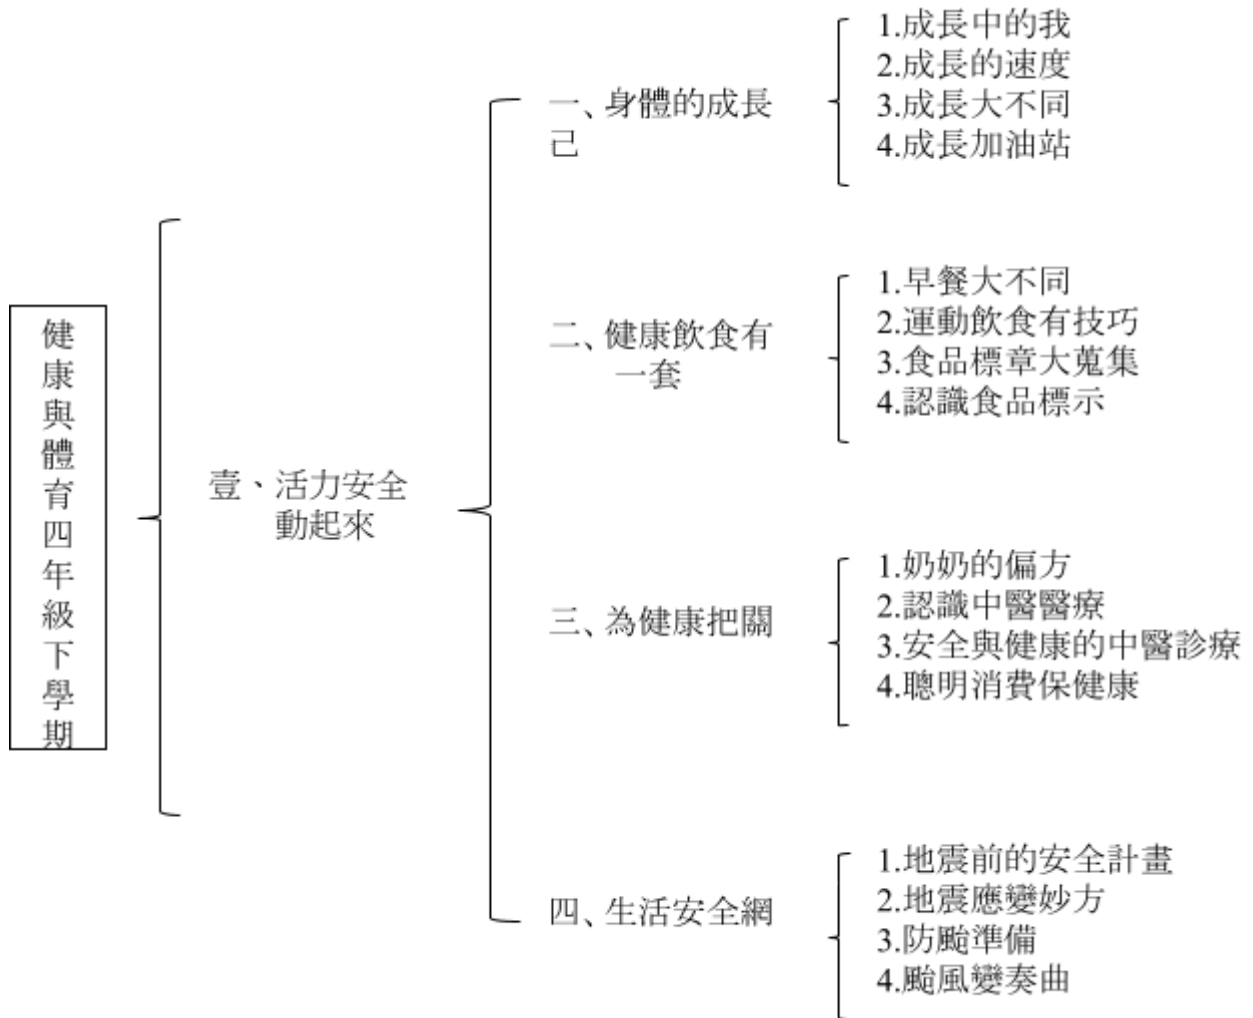 健康與體育四年級下學期
壹、活力安全
動起來
一、身體的成長
己
1.成長中的我
2.成長的速度
3.成長大不同
4.成長加油站
二、健康飲食有
一套
1.早餐大不同
2.運動飲食有技巧
3.食品標章大蒐集
4.認識食品標示
三、為健康把關
1.奶奶的偏方
2.認識中醫醫療
3.安全與健康的中醫診療
4.聰明消費保健康
四、生活安全網
1.地震前的安全計畫
2.地震應變妙方
3.防颱準備
4.颱風變奏曲